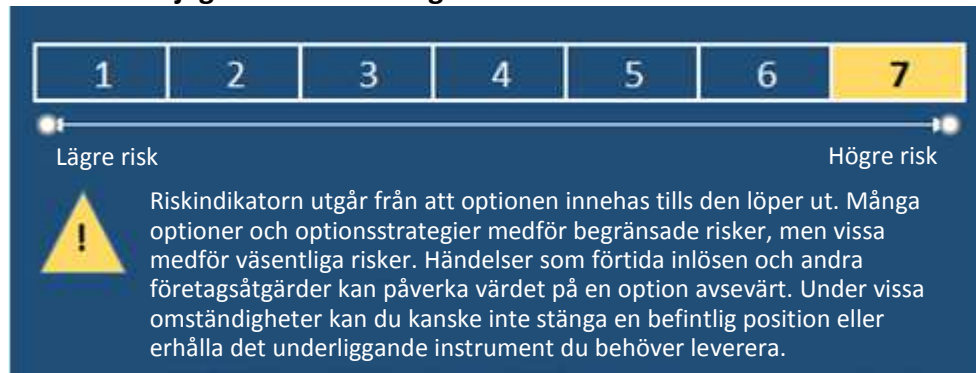 1 2 3 4 5 6 7
Lägre risk Högre risk
!
Riskindikatorn utgår från att optionen innehas tills den löper ut. Många
optioner och optionsstrategier medför begränsade risker, men vissa
medför väsentliga risker. Händelser som förtida inlösen och andra
företagsåtgärder kan påverka värdet på en option avsevärt. Under vissa
omständigheter kan du kanske inte stänga en befintlig position eller
erhålla det underliggande instrument du behöver leverera.